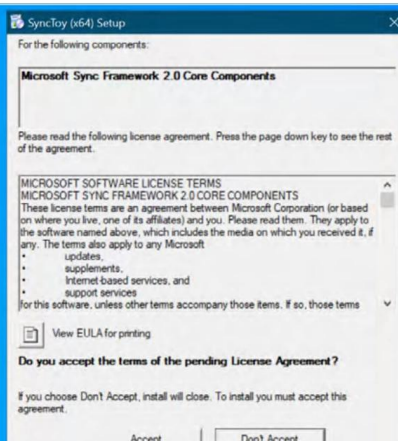 SyncToy (x64) Setup
For the following components:
Microsoft Sync Framework 2.0 Core Components
Please read the following license agreement. Press the page down key to see the rest
of the agreement.
MICROSOFT SOFTWARE LICENSE TERMS
MICROSOFT SYNC FRAMEWORK 2.0 CORE COMPONENTS
These license terms are an agreement between Microsoft Corporation (or based
on where you live, one of its affiliates) and you. Please read them. They apply to
the software named above, which includes the media on which you received it, if
any. The terms also apply to any Microsoft
• updates,
• supplements,
• Internet-based services, and
• support services
for this software, unless other terms accompany those items. If so, those terms
View EULA for printing
Do you accept the terms of the pending License Agreement?
If you choose Don't Accept, install will close. To install you must accept this
agreement.
Accept Don't Accept